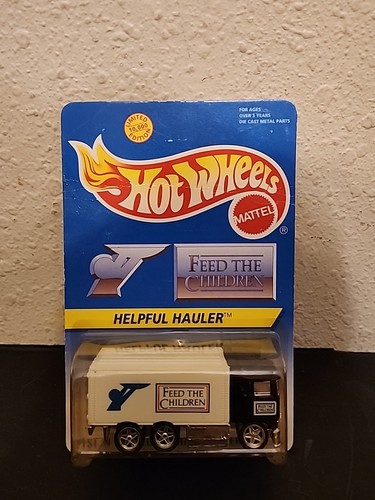 LIMITED
EDITION
FOR AGES
OVER 3 YEARS
DIE CAST METAL PARTS
HOT WHEELS
MATTEL
®
FEED THE
CHILDREN
HELPFUL HAULER™
FEED THE
CHILDREN